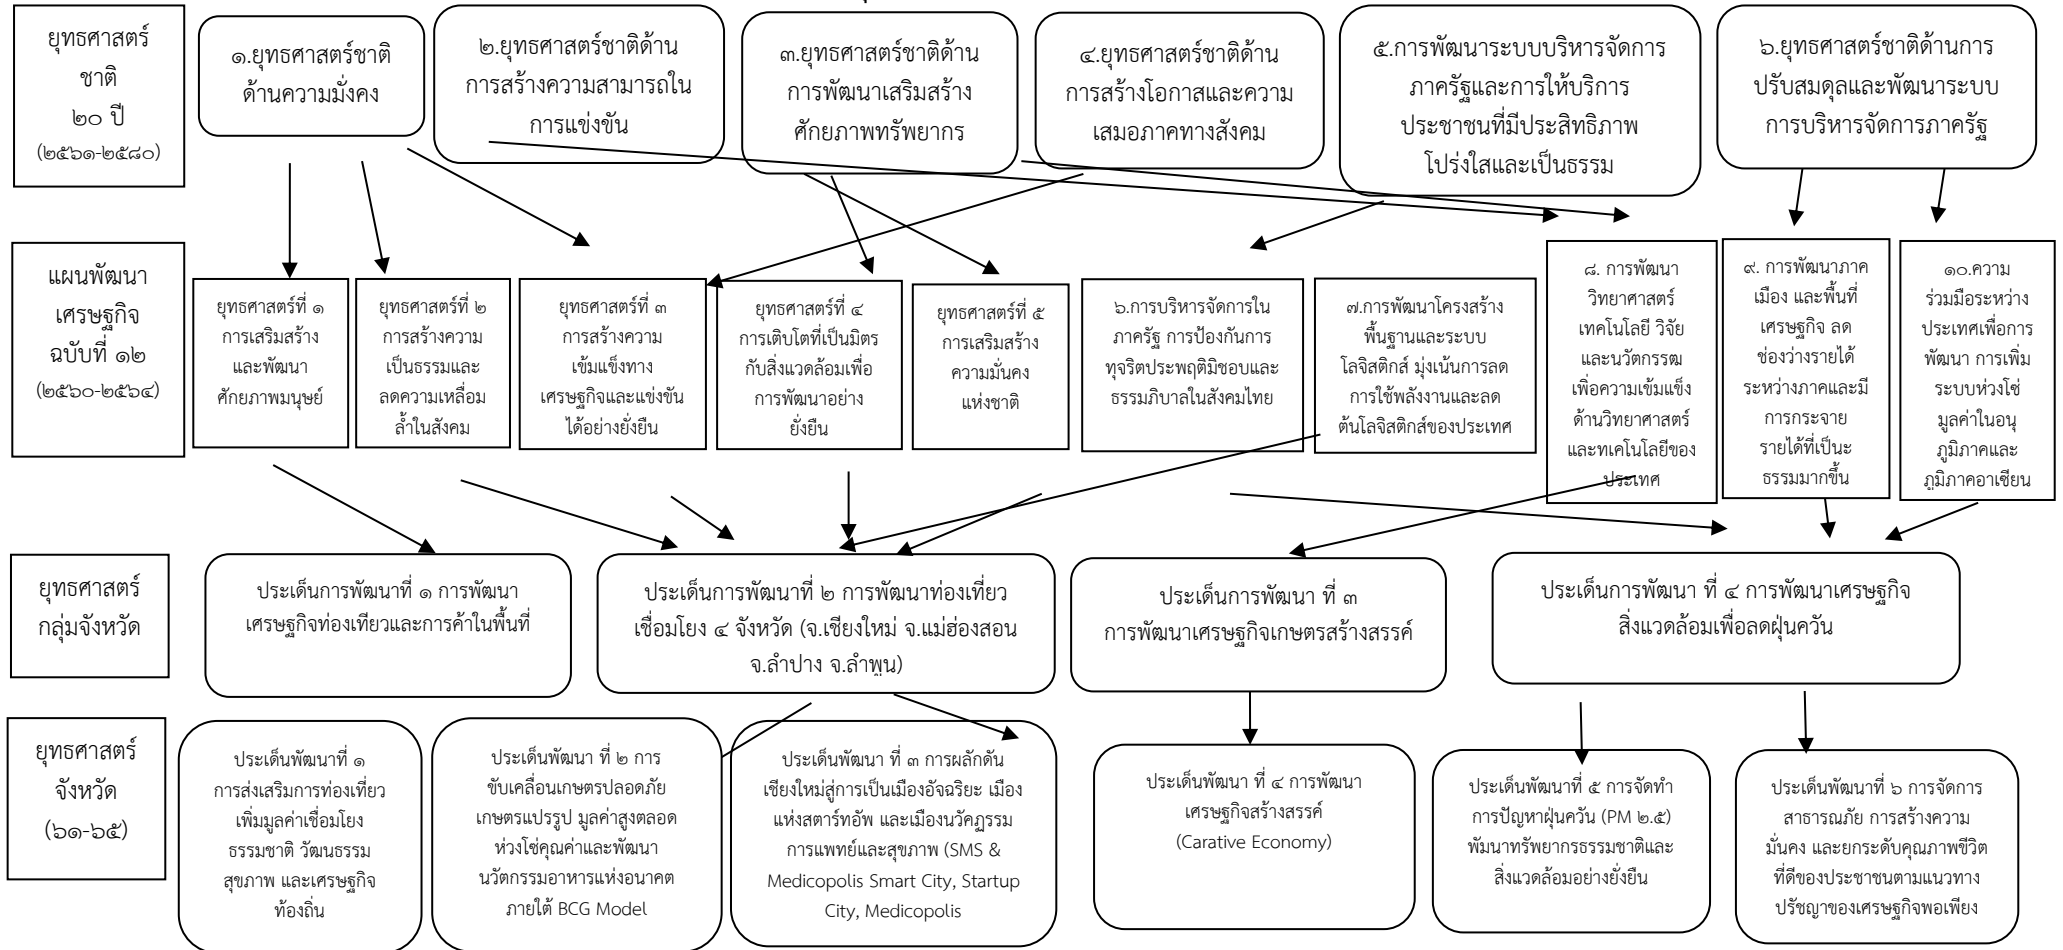 ยุทธศาสตร์
ชาติ
๒๐ ปี
(๒๕๖๑-๒๕๘๐)
๑.ยุทธศาสตร์ชาติ
ด้านความมั่งคง
๒.ยุทธศาสตร์ชาติด้าน
การสร้างความสามารถใน
การแข่งขัน
๓.ยุทธศาสตร์ชาติด้าน
การพัฒนาเสริมสร้าง
ศักยภาพทรัพยากร
๔.ยุทธศาสตร์ชาติด้าน
การสร้างโอกาสและความ
เสมอภาคทางสังคม
๕.การพัฒนาระบบบริหารจัดการ
ภาครัฐและการให้บริการ
ประชาชนที่มีประสิทธิภาพ
โปร่งใสและเป็นธรรม
๖.ยุทธศาสตร์ชาติด้านการ
ปรับสมดุลและพัฒนาระบบ
การบริหารจัดการภาครัฐ
แผนพัฒนา
เศรษฐกิจ
ฉบับที่ ๑๒
(๒๕๖๐-๒๕๖๔)
ยุทธศาสตร์ที่ ๑
การเสริมสร้าง
และพัฒนา
ศักยภาพมนุษย์
ยุทธศาสตร์ที่ ๒
การสร้างความ
เป็นธรรมและ
ลดความเหลื่อม
ล้ำในสังคม
ยุทธศาสตร์ที่ ๓
การสร้างความ
เข้มแข็งทาง
เศรษฐกิจและแข่งขัน
ได้อย่างยั่งยืน
ยุทธศาสตร์ที่ ๔
การเติบโตที่เป็นมิตร
กับสิ่งแวดล้อมเพื่อ
การพัฒนาอย่าง
ยั่งยืน
ยุทธศาสตร์ที่ ๕
การเสริมสร้าง
ความมั่นคง
แห่งชาติ
๖.การบริหารจัดการใน
ภาครัฐ การป้องกันการ
ทุจริตประพฤติมิชอบและ
ธรรมภิบาลในสังคมไทย
๗.การพัฒนาโครงสร้าง
พื้นฐานและระบบ
โลจิสติกส์ มุ่งเน้นการลด
การใช้พลังงานและลด
ต้นโลจิสติกส์ของประเทศ
๘. การพัฒนา
วิทยาศาสตร์
เทคโนโลยี วิจัย
และนวัตกรรฒ
เพื่อความเข้มแข็ง
ด้านวิทยาศาสตร์
และทเคโนโลยีของ
ประเทศ
๙. การพัฒนาภาค
เมือง และพื้นที่
เศรษฐกิจ ลด
ช่องว่างรายได้
ระหว่างภาคและมี
การกระจาย
รายได้ที่เป็นะ
ธรรมมากขึ้น
๑๐.ความ
ร่วมมือระหว่าง
ประเทศเพื่อการ
พัฒนา การเพิ่ม
ระบบห่วงโซ่
มูลค่าในอนุ
ภูมิภาคและ
ภูมิภาคอาเซียน
ยุทธศาสตร์
กลุ่มจังหวัด
ประเด็นการพัฒนาที่ ๑ การพัฒนา
เศรษฐกิจท่องเที่ยวและการค้าในพื้นที่
ประเด็นการพัฒนาที่ ๒ การพัฒนาท่องเที่ยว
เชื่อมโยง ๔ จังหวัด (จ.เชียงใหม่ จ.แม่ฮ่องสอน
จ.ลำปาง จ.ลำพูน)
ประเด็นการพัฒนา ที่ ๓
การพัฒนาเศรษฐกิจเกษตรสร้างสรรค์
ประเด็นการพัฒนา ที่ ๔ การพัฒนาเศรษฐกิจ
สิ่งแวดล้อมเพื่อลดฝุ่นควัน
ยุทธศาสตร์
จังหวัด
(๖๑-๖๕)
ประเด็นพัฒนาที่ ๑
การส่งเสริมการท่องเที่ยว
เพิ่มมูลค่าเชื่อมโยง
ธรรมชาติ วัฒนธรรม
สุขภาพ และเศรษฐกิจ
ท้องถิ่น
ประเด็นพัฒนา ที่ ๒ การ
ขับเคลื่อนเกษตรปลอดภัย
เกษตรแปรรูป มูลค่าสูงตลอด
ห่วงโซ่คุณค่าและพัฒนา
นวัตกรรมอาหารแห่งอนาคต
ภายใต้ BCG Model
ประเด็นพัฒนา ที่ ๓ การผลักดัน
เชียงใหม่สู่การเป็นเมืองอัจฉริยะ เมือง
แห่งสตาร์ทอัพ และเมืองนวัฏรรม
การแพทย์และสุขภาพ (SMS &
Medicopolis Smart City, Startup
City, Medicopolis
ประเด็นพัฒนา ที่ ๔ การพัฒนา
เศรษฐกิจสร้างสรรค์
(Carative Economy)
ประเด็นพัฒนาที่ ๕ การจัดทำ
การปัญหาฝุ่นควัน (PM ๒.๕)
พัมนาทรัพยากรธรรมชาติและ
สิ่งแวดล้อมอย่างยั่งยืน
ประเด็นพัฒนาที่ ๖ การจัดการ
สาธารณภัย การสร้างความ
มั่นคง และยกระดับคุณภาพชีวิต
ที่ดีของประชาชนตามแนวทาง
ปรัชญาของเศรษฐกิจพอเพียง